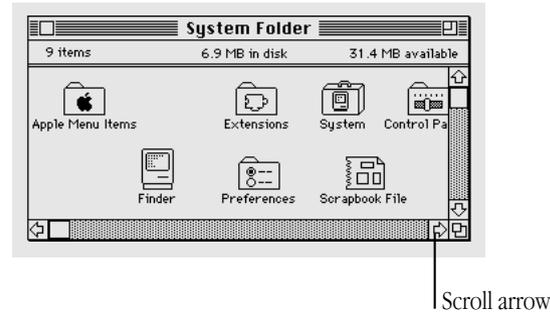 System Folder
9 items 6.9 MB in disk 31.4 MB available
Apple Menu Items Extensions System Control Pa
Finder Preferences Scrapbook File
Scroll arrow